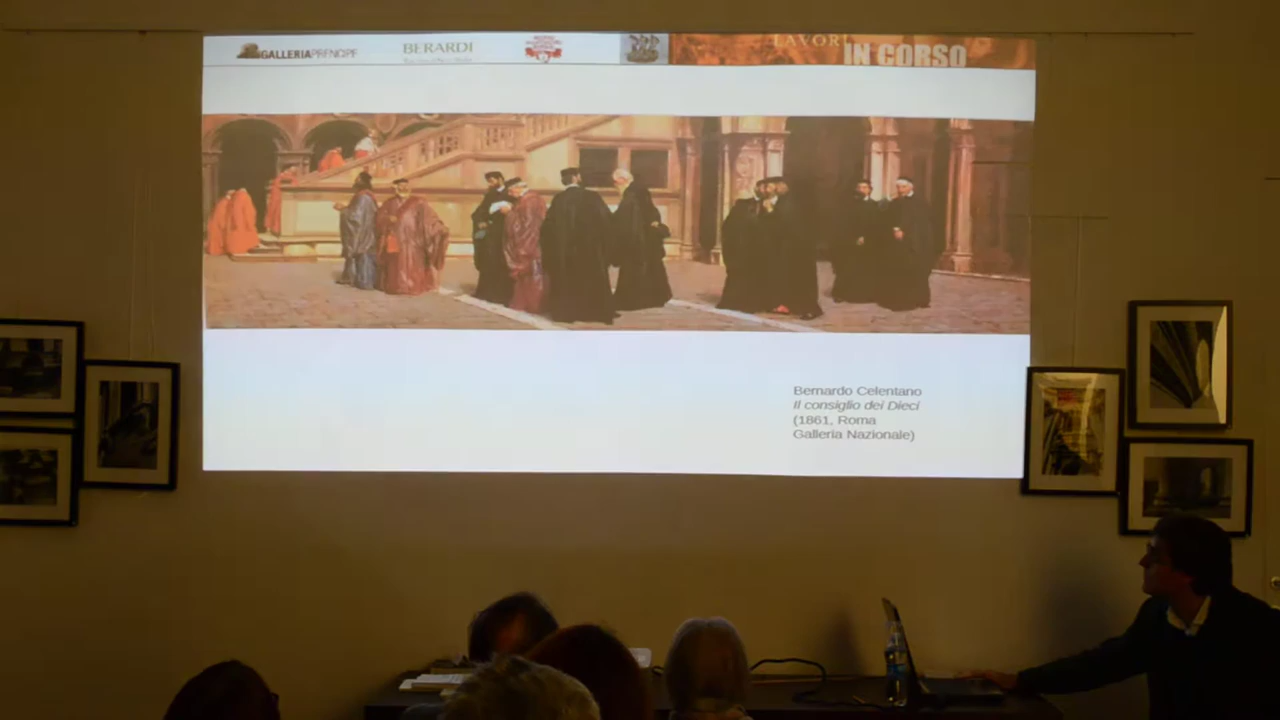 GALLERIAPRENCIPE
BERARDI
LAVORI
IN CORSO
Bernardo Celentano
Il consiglio dei Dieci
(1861, Roma
Galleria Nazionale)